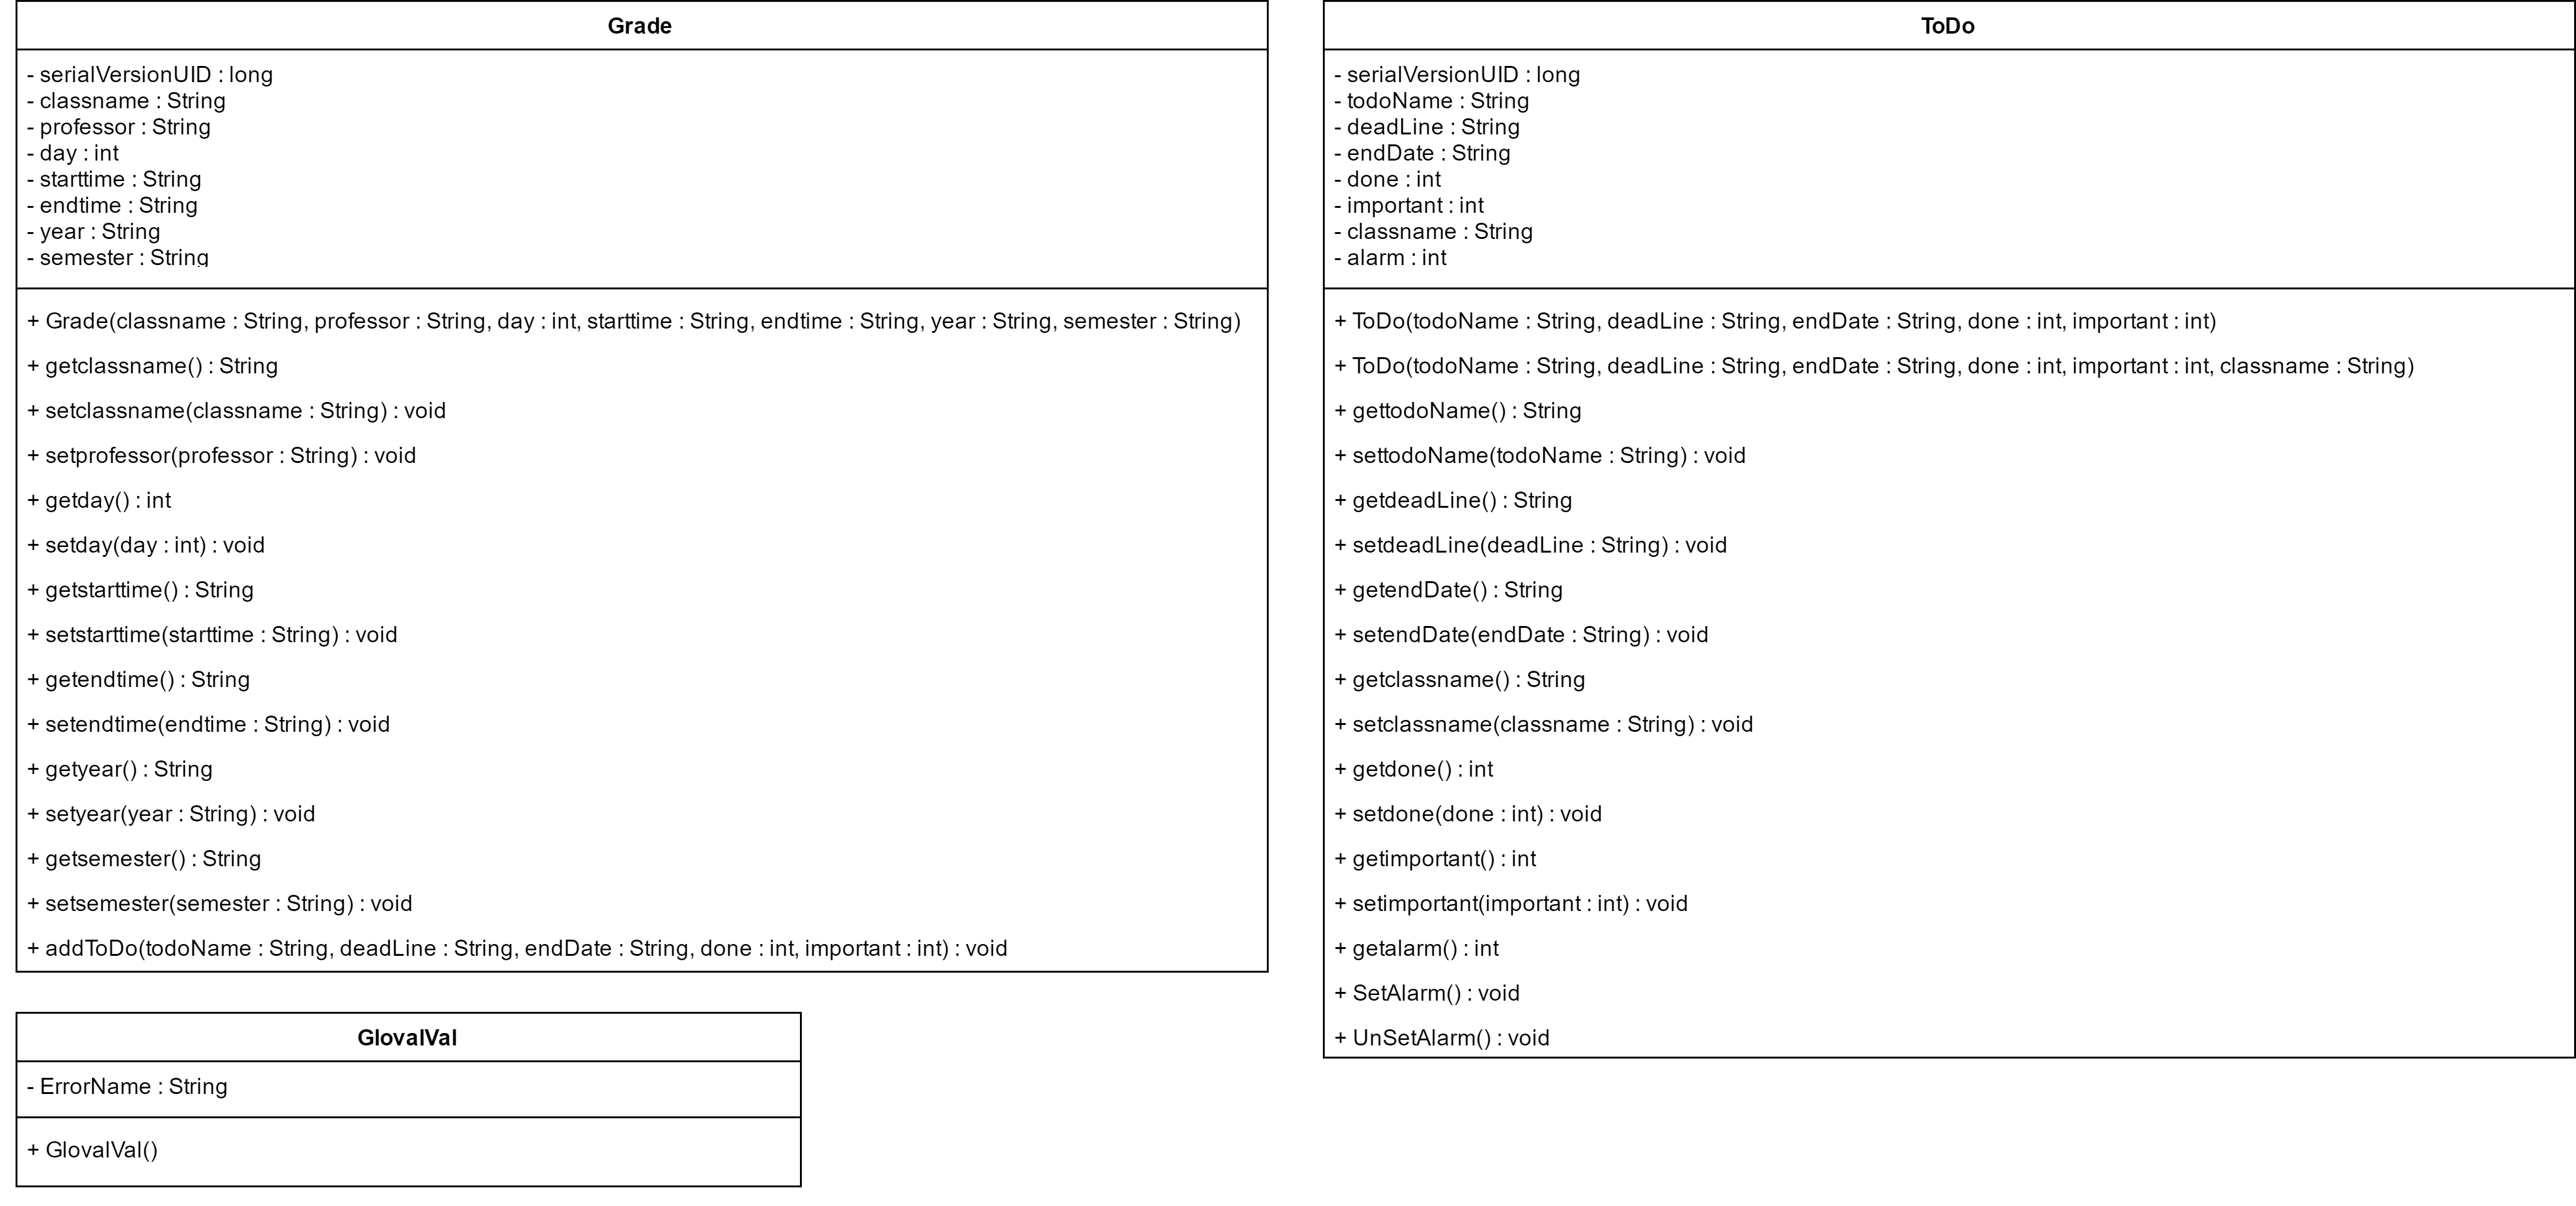 Grade
- serialVersionUID : long
- classname : String
- professor : String
- day : int
- starttime : String
- endtime : String
- year : String
- semester : String
+ Grade(classname : String, professor : String, day : int, starttime : String, endtime : String, year : String, semester : String)
+ getclassname() : String
+ setclassname(classname : String) : void
+ setprofessor(professor : String) : void
+ getday() : int
+ setday(day : int) : void
+ getstarttime() : String
+ setstarttime(starttime : String) : void
+ getendtime() : String
+ setendtime(endtime : String) : void
+ getyear() : String
+ setyear(year : String) : void
+ getsemester() : String
+ setsemester(semester : String) : void
+ addToDo(todoName : String, deadLine : String, endDate : String, done : int, important : int) : void
GlovalVal
- ErrorName : String
+ GlovalVal()
ToDo
- serialVersionUID : long
- todoName : String
- deadLine : String
- endDate : String
- done : int
- important : int
- classname : String
- alarm : int
+ ToDo(todoName : String, deadLine : String, endDate : String, done : int, important : int)
+ ToDo(todoName : String, deadLine : String, endDate : String, done : int, important : int, classname : String)
+ gettodoName() : String
+ settodoName(todoName : String) : void
+ getdeadLine() : String
+ setdeadLine(deadLine : String) : void
+ getendDate() : String
+ setendDate(endDate : String) : void
+ getclassname() : String
+ setclassname(classname : String) : void
+ getdone() : int
+ setdone(done : int) : void
+ getimportant() : int
+ setimportant(important : int) : void
+ getalarm() : int
+ SetAlarm() : void
+ UnSetAlarm() : void